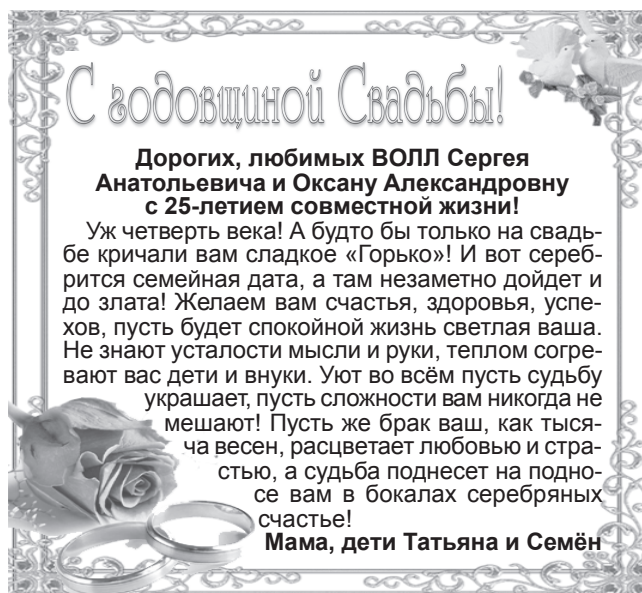 С годовщиной Свадьбы!
Дорогих, любимых ВОЛЛ Сергея
Анатольевича и Оксану Александровну
с 25-летием совместной жизни!
Уж четверть века! А будто бы только на свадь-
бе кричали вам сладкое «Горько»! И вот сереб-
рится семейная дата, а там незаметно дойдет и
до злата! Желаем вам счастья, здоровья, успе-
хов, пусть будет спокойной жизнь светлая ваша.
Не знают усталости мысли и руки, теплом согре-
вают вас дети и внуки. Уют во всём пусть судьбу
украшает, пусть сложности вам никогда не
мешают! Пусть же брак ваш, как тыся-
ча весен, расцветает любовью и стра-
стью, а судьба поднесет на подно-
се вам в бокалах серебряных
счастье!
Мама, дети Татьяна и Семён